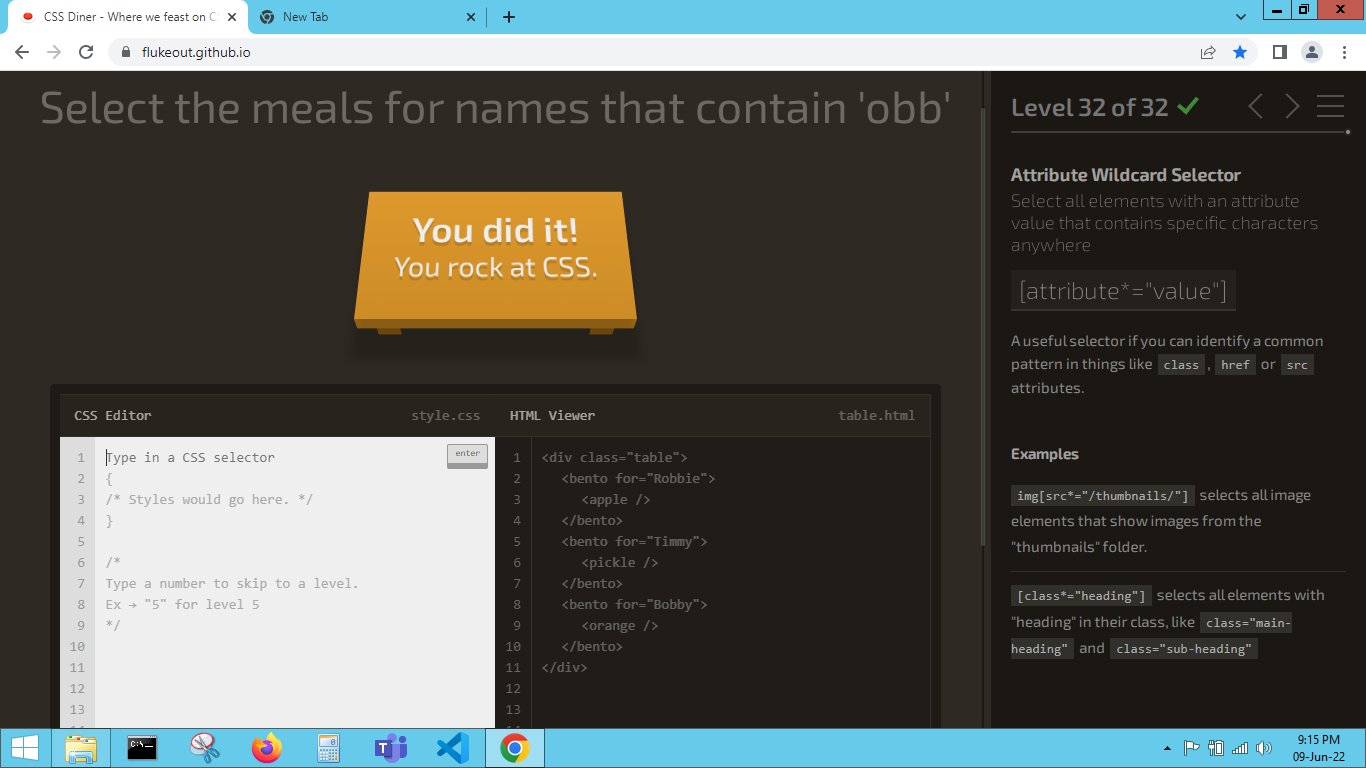 CSS Diner - Where we feast on CS
New Tab
flukeout.github.io
Select the meals for names that contain 'obb'
You did it!
You rock at CSS.
CSS Editor
style.css
enter
1 Type in a CSS selector
2 {
3 /* Styles would go here. */
4 }
5
6 /*
7 Type a number to skip to a level.
8 Ex → "5" for level 5
9 */
10
11
12
13
HTML Viewer
table.html
1 <div class="table">
2 <bento for="Robbie">
3 <apple />
4 </bento>
5 <bento for="Timmy">
6 <pickle />
7 </bento>
8 <bento for="Bobby">
9 <orange />
10 </bento>
11 </div>
12
13
Level 32 of 32
Attribute Wildcard Selector
Select all elements with an attribute
value that contains specific characters
anywhere
[attribute*="value"]
A useful selector if you can identify a common
pattern in things like class , href or src
attributes.
Examples
img[src*="/thumbnails/"] selects all image
elements that show images from the
"thumbnails" folder.
[class*="heading"] selects all elements with
"heading" in their class, like class="main-
heading" and class="sub-heading"
C:\_
9:15 PM
09-Jun-22